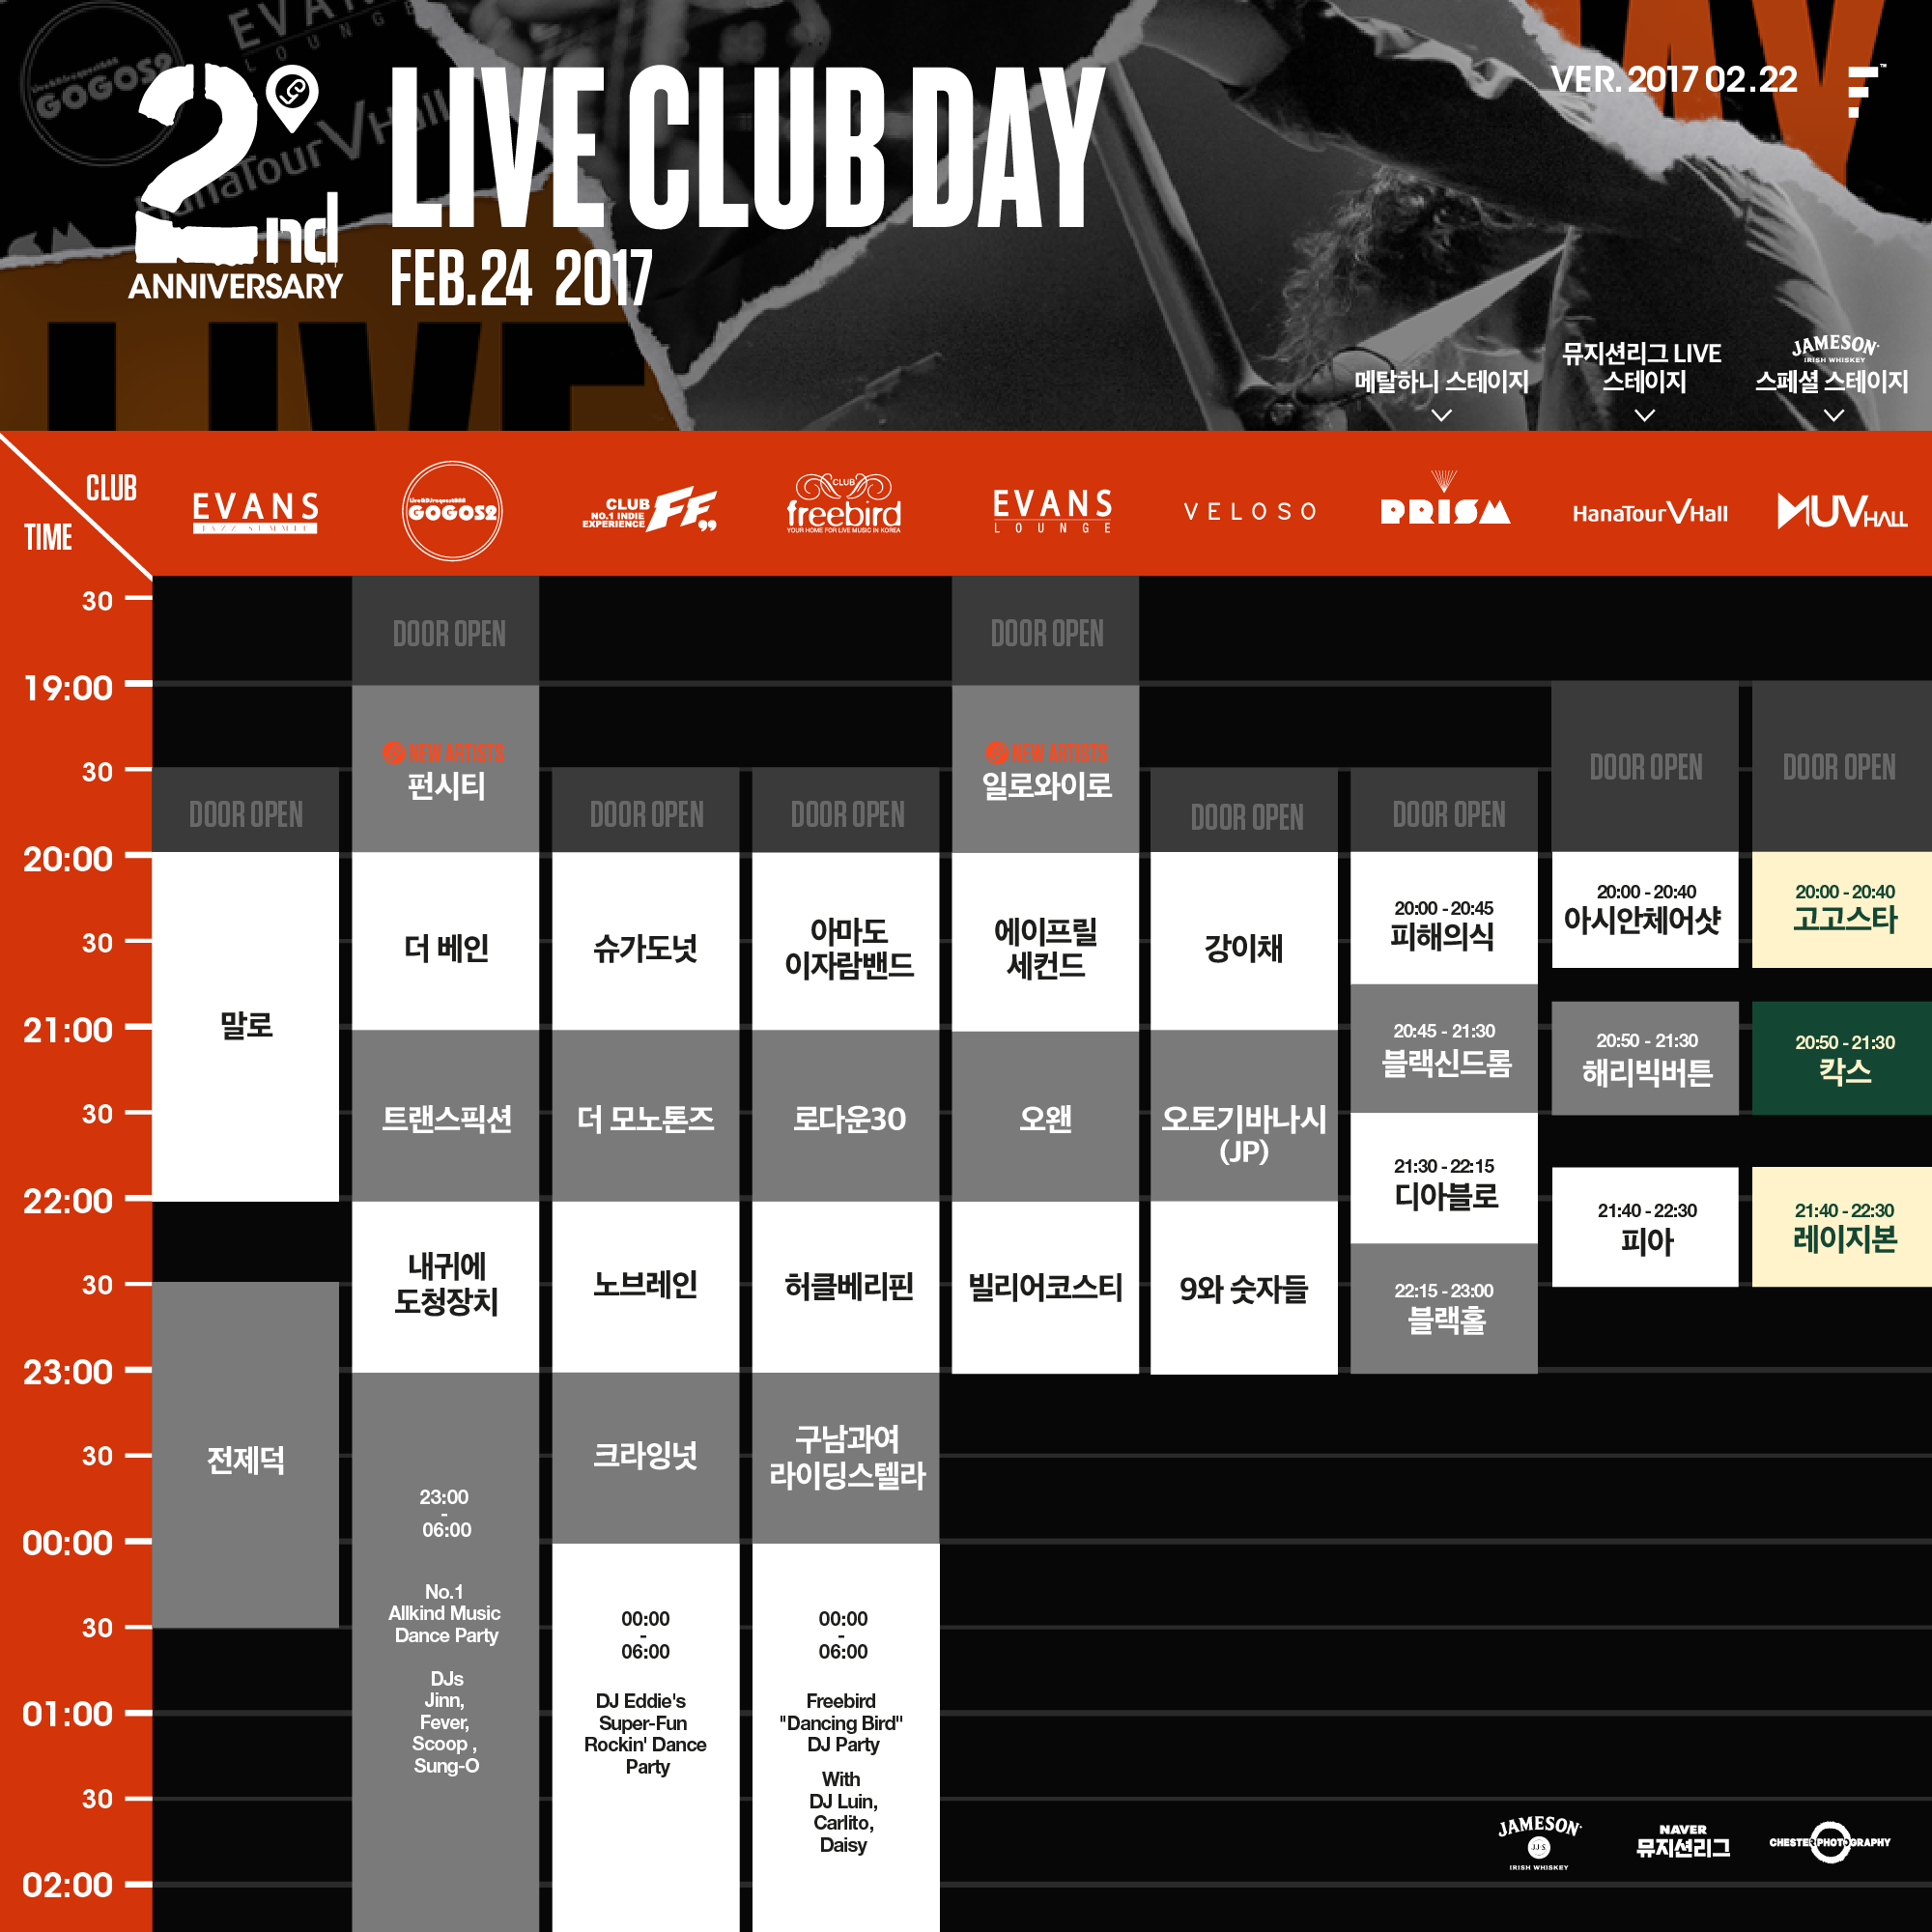 EVANS
LOUNGE
GOGOS2
HanaTour V Hall
2nd
ANNIVERSARY
LIVE CLUB DAY
FEB.24 2017
VER. 2017 02.22
LIVE
메탈하니 스테이지
뮤지션리그 LIVE
스테이지
JAMESON
IRISH WHISKEY
스페셜 스테이지
CLUB
TIME
EVANS
JAZZ SUMMIT
GOGOS2
CLUB
NO.1 INDIE
EXPERIENCE
FF
CLUB
freebird
YOUR HOME FOR LIVE MUSIC IN KOREA
EVANS
LOUNGE
VELOSO
PRISM
HanaTour V Hall
MUV HALL
30
19:00
30
20:00
30
21:00
30
22:00
30
23:00
30
00:00
30
01:00
30
02:00
DOOR OPEN
말로
전제덕
DOOR OPEN
NEW ARTISTS
펀시티
더 베인
트랜스픽션
내귀에
도청장치
23:00
-
06:00
No.1
Allkind Music
Dance Party
DJs
Jinn,
Fever,
Scoop ,
Sung-O
DOOR OPEN
슈가도넛
더 모노톤즈
노브레인
크라잉넛
00:00
-
06:00
DJ Eddie's
Super-Fun
Rockin' Dance
Party
DOOR OPEN
아마도
이자람밴드
로다운30
허클베리핀
구남과여
라이딩스텔라
00:00
-
06:00
Freebird
"Dancing Bird"
DJ Party
With
DJ Luin,
Carlito,
Daisy
DOOR OPEN
NEW ARTISTS
일로와이로
에이프릴
세컨드
오왠
빌리어코스티
DOOR OPEN
강이채
오토기바나시
(JP)
9와 숫자들
DOOR OPEN
20:00 - 20:45
피해의식
20:45 - 21:30
블랙신드롬
21:30 - 22:15
디아블로
22:15 - 23:00
블랙홀
DOOR OPEN
20:00 - 20:40
아시안체어샷
20:50 - 21:30
해리빅버튼
21:40 - 22:30
피아
DOOR OPEN
20:00 - 20:40
고고스타
20:50 - 21:30
칵스
21:40 - 22:30
레이지본
JAMESON
JJ·S
IRISH WHISKEY
NAVER
뮤지션리그
CHESTER PHOTOGRAPHY